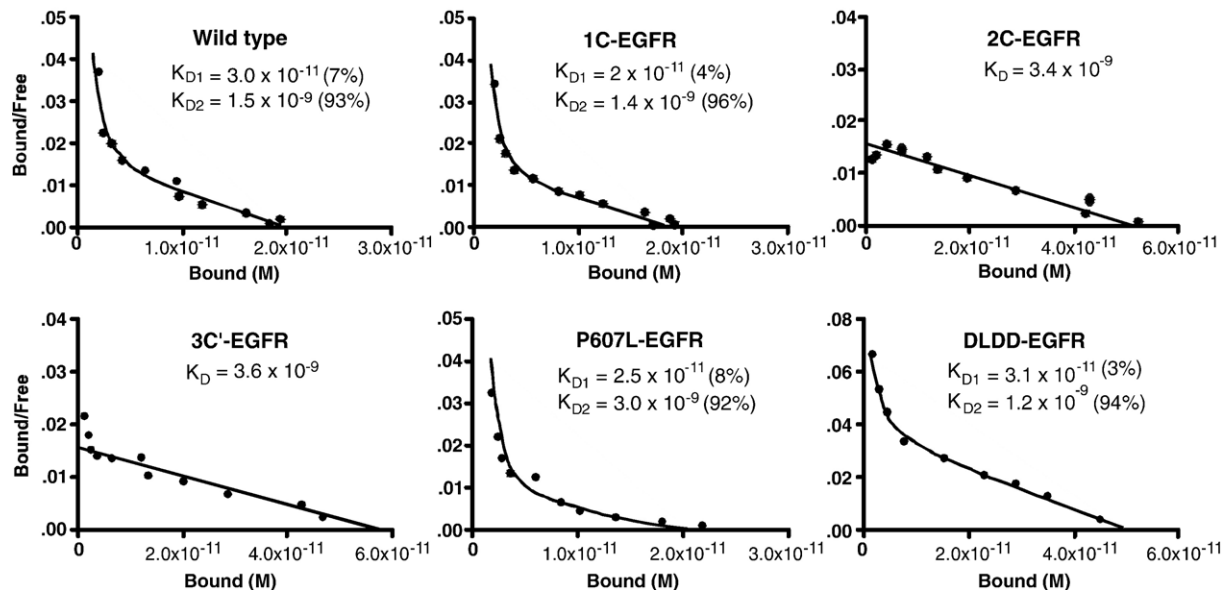 Wild type
K_D1 = 3.0 x 10^-11 (7%)
K_D2 = 1.5 x 10^-9 (93%)
Bound/Free
.05
.04
.03
.02
.01
.00
0
1.0x10^-11
2.0x10^-11
3.0x10^-11
Bound (M)
1C-EGFR
K_D1 = 2 x 10^-11 (4%)
K_D2 = 1.4 x 10^-9 (96%)
.05
.04
.03
.02
.01
.00
0
1.0x10^-11
2.0x10^-11
3.0x10^-11
Bound (M)
2C-EGFR
K_D = 3.4 x 10^-9
.04
.03
.02
.01
.00
0
2.0x10^-11
4.0x10^-11
6.0x10^-11
Bound (M)
3C'-EGFR
K_D = 3.6 x 10^-9
Bound/Free
.04
.03
.02
.01
.00
0
2.0x10^-11
4.0x10^-11
6.0x10^-11
Bound (M)
P607L-EGFR
K_D1 = 2.5 x 10^-11 (8%)
K_D2 = 3.0 x 10^-9 (92%)
.05
.04
.03
.02
.01
.00
0
1.0x10^-11
2.0x10^-11
3.0x10^-11
Bound (M)
DLDD-EGFR
K_D1 = 3.1 x 10^-11 (3%)
K_D2 = 1.2 x 10^-9 (94%)
.08
.06
.04
.02
.00
0
2.0x10^-11
4.0x10^-11
6.0x10^-11
Bound (M)